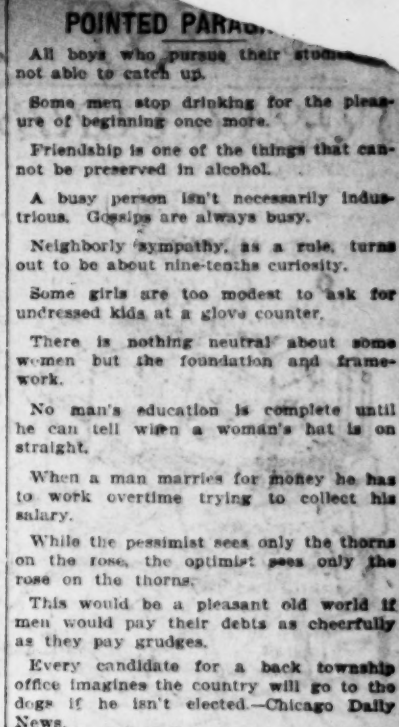 POINTED
All boys who pursue their
not able to catch up.
Some men stop drinking for the pleas-
ure of beginning once more.
Friendship is one of the things that can-
not be preserved in alcohol.
A busy person isn't necessarily indus-
trious. Gossips are always busy.
Neighborly sympathy, as a rule, turns
out to be about nine-tenths curiosity.
Some girls are too modest to ask for
undressed kids at a glove counter.
There is nothing neutral about some
women but the foundation and frame-
work.
No man's education is complete until
he can tell when a woman's hat is on
straight.
When a man marries for money he has
to work overtime trying to collect his
salary.
While the pessimist sees only the thorns
on the rose, the optimist sees only the
rose on the thorns.
This would be a pleasant old world if
men would pay their debts as cheerfully
as they pay grudges.
Every candidate for a back township
office imagines the country will go to the
dogs if he isn't elected.—Chicago Daily
News.